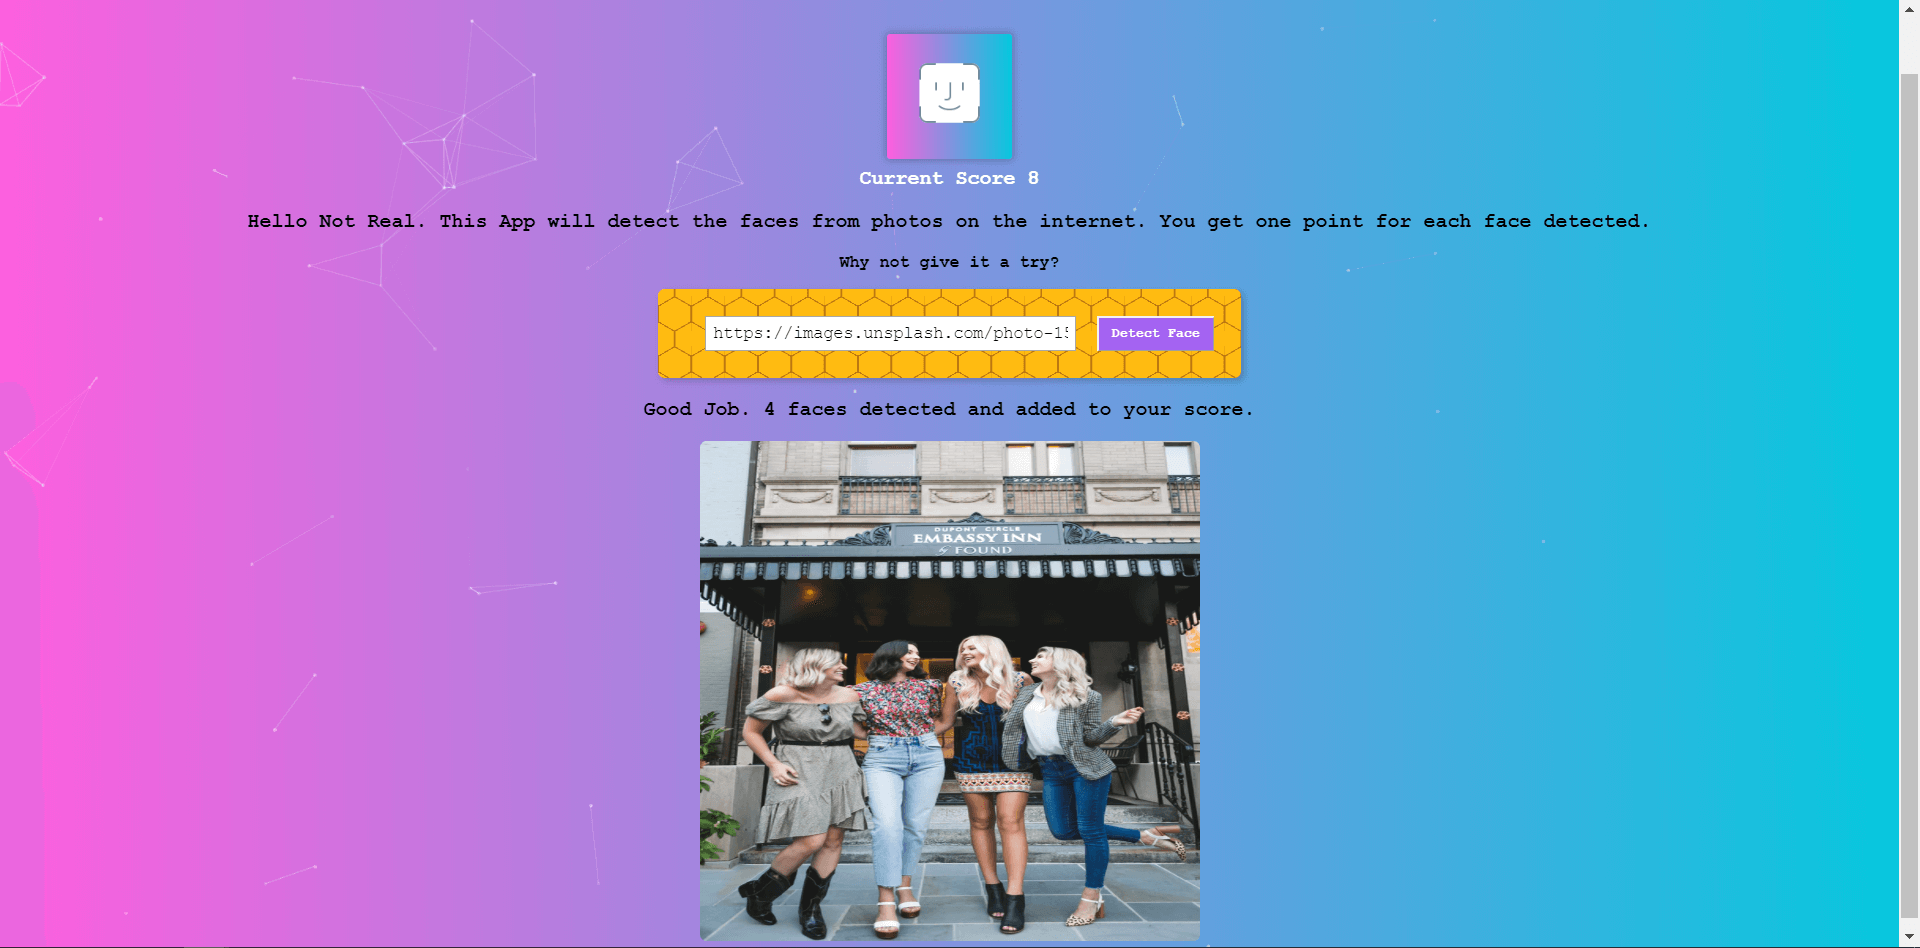 Current Score 8
Hello Not Real. This App will detect the faces from photos on the internet. You get one point for each face detected.
Why not give it a try?
https://images.unsplash.com/photo-15
Detect Face
Good Job. 4 faces detected and added to your score.
DUPONT CIRCLE
EMBASSY INN
By FOUND